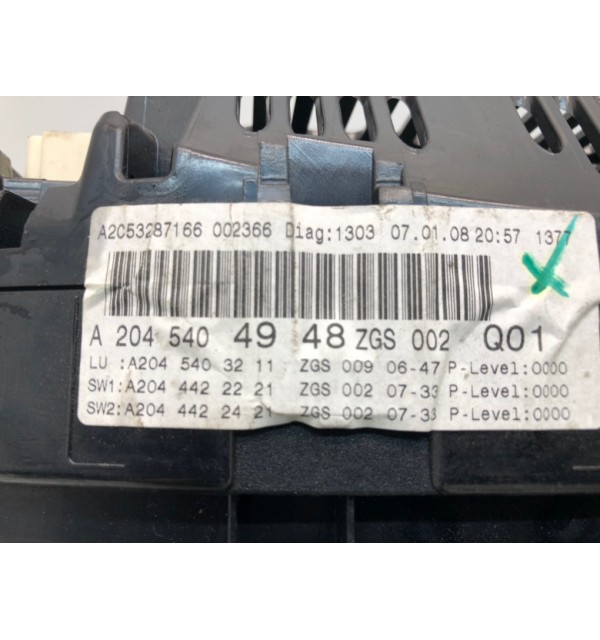 A2C53287166 002366 Diag:1303 07.01.08 20:57 1377
A 204 540 49 48 ZGS 002 Q01
LU :A204 540 32 11 ZGS 009 06-47 P-Level:0000
SW1:A204 442 22 21 ZGS 002 07-33 P-Level:0000
SW2:A204 442 24 21 ZGS 002 07-33 P-Level:0000